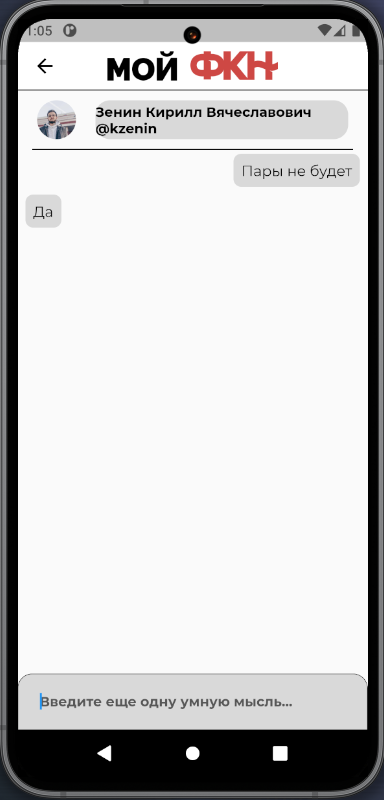 1:05
мой ФКН
Зенин Кирилл Вячеславович
@kzenin
Пары не будет
Да
Введите еще одну умную мысль...